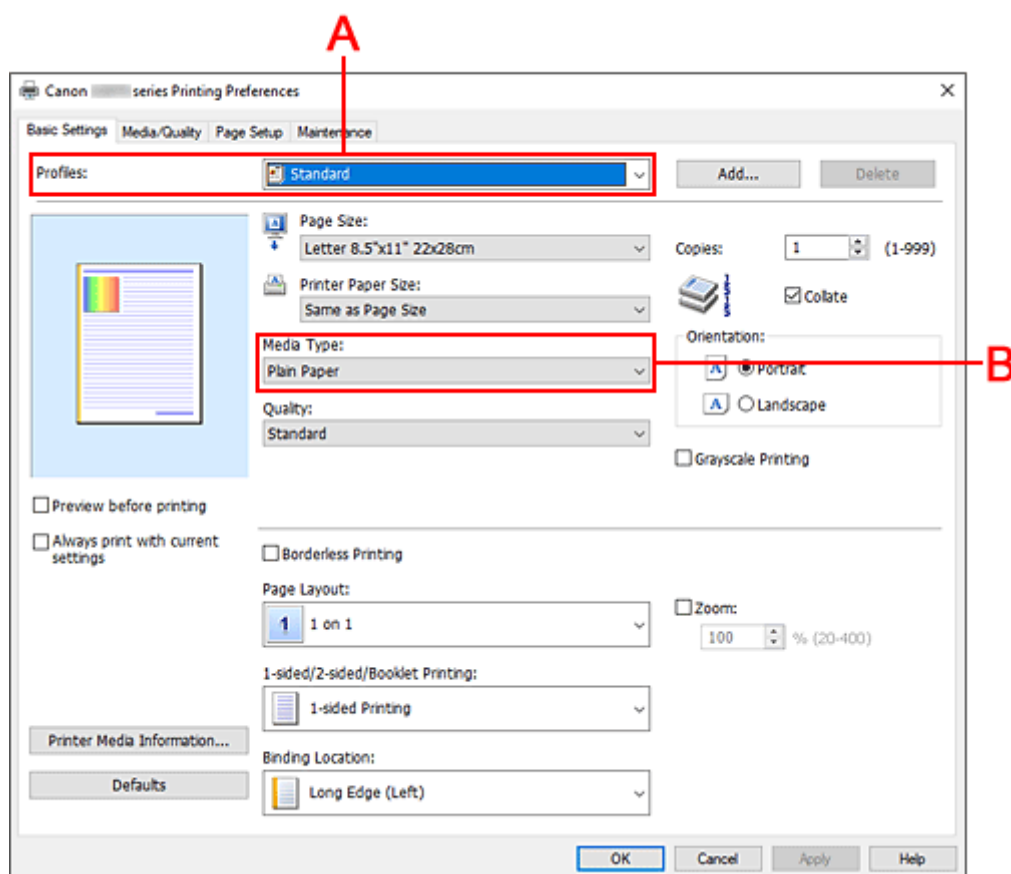 A
Canon series Printing Preferences
Basic Settings Media/Quality Page Setup Maintenance
Profiles: Standard Add... Delete
Page Size:
Letter 8.5"x11" 22x28cm
Copies: 1 (1-999)
Printer Paper Size:
Same as Page Size
Collate
Media Type:
Plain Paper
Orientation:
Portrait
Landscape
B
Quality:
Standard
Grayscale Printing
Preview before printing
Always print with current
settings
Borderless Printing
Page Layout:
1 1 on 1
Zoom:
100 % (20-400)
1-sided/2-sided/Booklet Printing:
1-sided Printing
Printer Media Information...
Binding Location:
Defaults
Long Edge (Left)
OK Cancel Apply Help